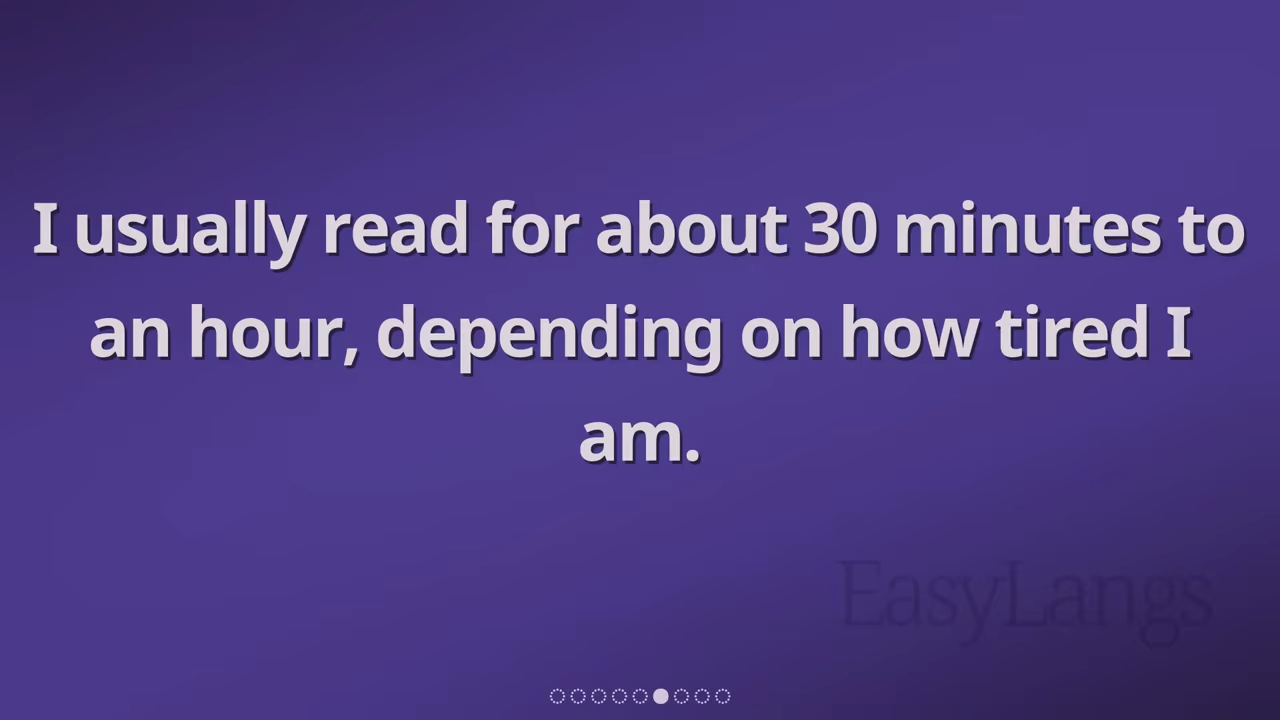 I usually read for about 30 minutes to
an hour, depending on how tired I
am.
EasyLangs